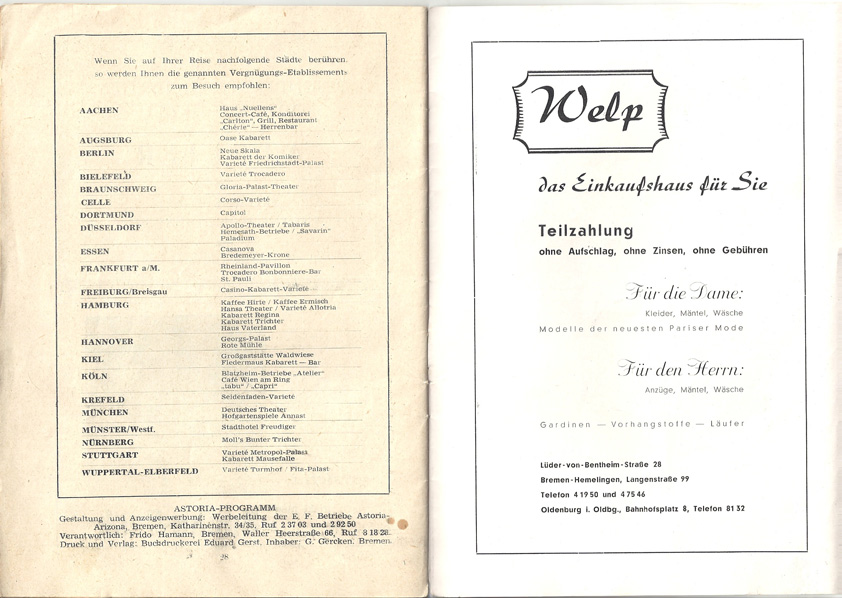 Wenn Sie auf Ihrer Reise nachfolgende Städte berühren,
so werden Ihnen die genannten Vergnügungs-Etablissements
zum Besuch empfohlen:
AACHEN Haus „Nuellens"
Concert-Café, Konditorei
„Carlton", Grill, Restaurant
„Chérie" — Herrenbar
AUGSBURG Oase Kabarett
BERLIN Neue Skala
Kabarett der Komiker
Varieté Friedrichstadt-Palast
BIELEFELD Varieté Trocadero
BRAUNSCHWEIG Gloria-Palast-Theater
CELLE Corso-Varieté
DORTMUND Capitol
DÜSSELDORF Apollo-Theater / Tabaris
Hemesath-Betriebe / „Savarin"
Paladium
ESSEN Casanova
Bredemeyer-Krone
FRANKFURT a/M. Rheinland-Pavillon
Trocadero Bonbonniere-Bar
St. Pauli
FREIBURG/Breisgau Casino-Kabarett-Varieté
HAMBURG Kaffee Hirte / Kaffee Ermisch
Hansa Theater / Varieté Allotria
Kabarett Regina
Kabarett Trichter
Haus Vaterland
HANNOVER Georgs-Palast
Rote Mühle
KIEL Großgaststätte Waldwiese
Fledermaus Kabarett — Bar
KÖLN Blatzheim-Betriebe „Atelier"
Café Wien am Ring
„tabu" / „Capri"
KREFELD Seidenfaden-Varieté
MÜNCHEN Deutsches Theater
Hofgartenspiele Annast
MÜNSTER/Westf. Stadthotel Freudiger
NÜRNBERG Moll's Bunter Trichter
STUTTGART Varieté Metropol-Palast
Kabarett Mausefalle
WUPPERTAL-ELBERFELD Varieté Turmhof / Fita-Palast
ASTORIA-PROGRAMM
Gestaltung und Anzeigenwerbung: Werbeleitung der E. F. Betriebe Astoria-
Arizona, Bremen, Katharinenstr. 34/35, Ruf 2 37 03 und 2 92 50
Verantwortlich: Frido Hamann, Bremen, Waller Heerstraße 66, Ruf 8 18 28.
Druck und Verlag: Buchdruckerei Eduard Gerst. Inhaber: G. Gercken. Bremen.
28
Welp
das Einkaufshaus für Sie
Teilzahlung
ohne Aufschlag, ohne Zinsen, ohne Gebühren
Für die Dame:
Kleider, Mäntel, Wäsche
Modelle der neuesten Pariser Mode
Für den Herrn:
Anzüge, Mäntel, Wäsche
Gardinen — Vorhangstoffe — Läufer
Lüder-von-Bentheim-Straße 28
Bremen-Hemelingen, Langenstraße 99
Telefon 4 19 50 und 4 75 46
Oldenburg i. Oldbg., Bahnhofsplatz 8, Telefon 81 32